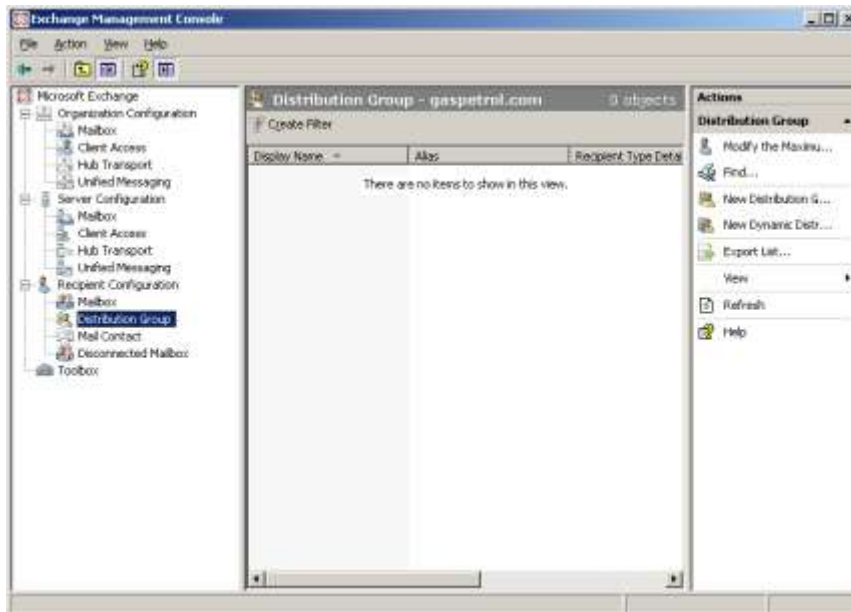 Exchange Management Console
File Action View Help
Microsoft Exchange
Organization Configuration
Mailbox
Client Access
Hub Transport
Unified Messaging
Server Configuration
Mailbox
Client Access
Hub Transport
Unified Messaging
Recipient Configuration
Mailbox
Distribution Group
Mail Contact
Disconnected Mailbox
Toolbox
Distribution Group - gaspetrol.com 0 objects
Create Filter
Display Name Alias Recipient Type Detai
There are no items to show in this view.
Actions
Distribution Group
Modify the Maximu...
Find...
New Distribution G...
New Dynamic Distr...
Export List...
View
Refresh
Help